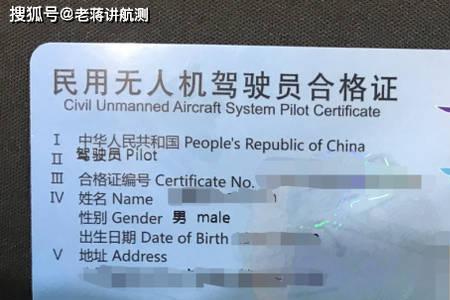 搜狐号@老蒋讲航测
民用无人机驾驶员合格证
Civil Unmanned Aircraft System Pilot Certificate
I 中华人民共和国 People's Republic of China
II 驾驶员 Pilot
III 合格证编号 Certificate No.
IV 姓名 Name
性别 Gender 男 male
出生日期 Date of Birth
V 地址 Address